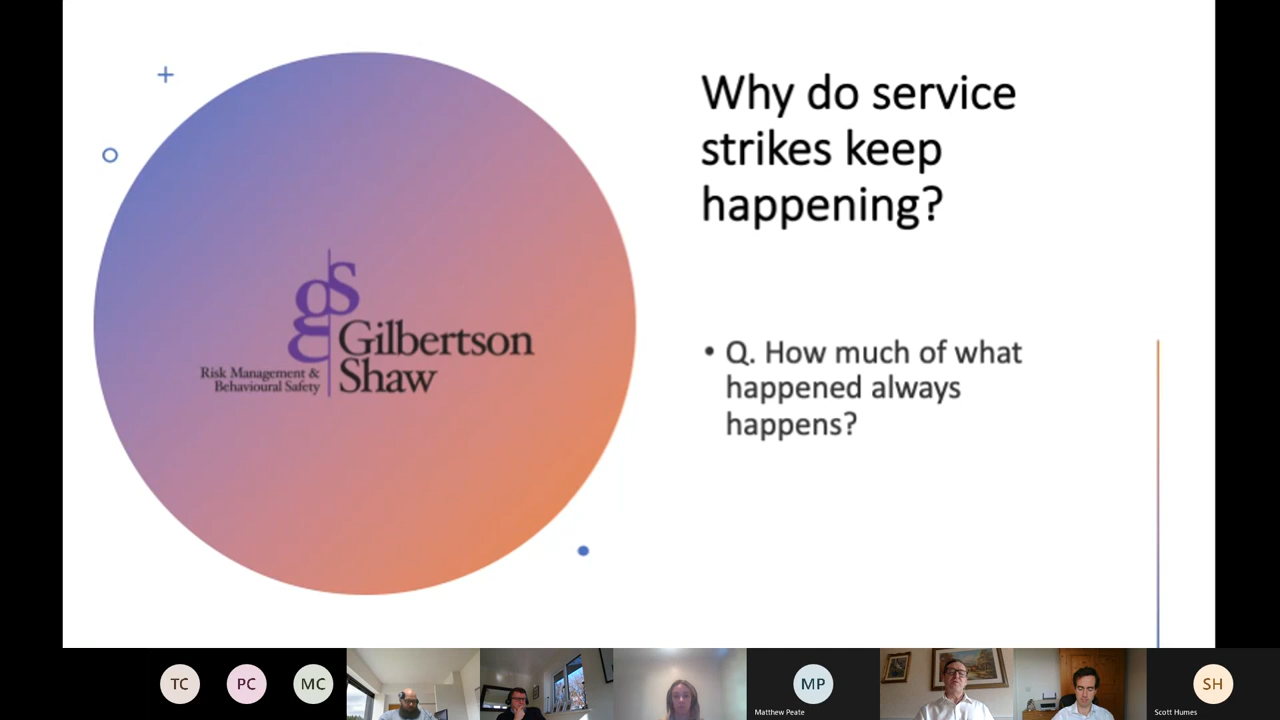 Why do service
strikes keep
happening?
• Q. How much of what
happened always
happens?
gs
Gilbertson
Shaw
Risk Management &
Behavioural Safety
TC
PC
MC
MP
Matthew Peate
SH
Scott Humes